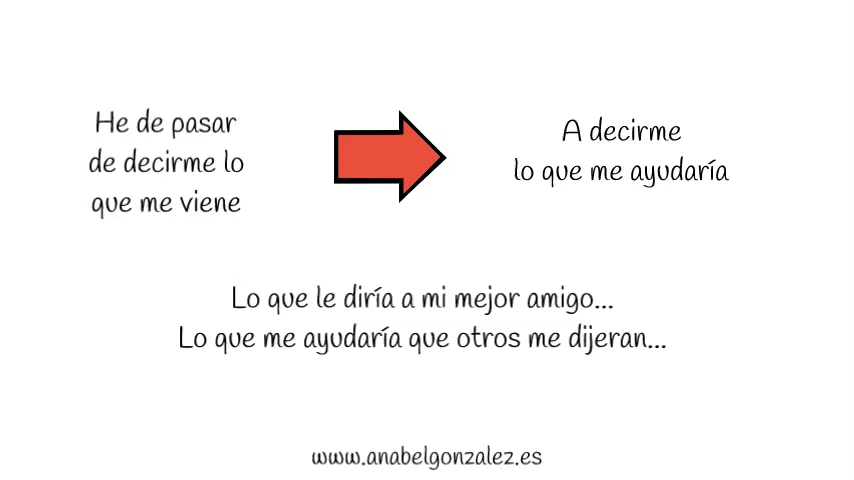 He de pasar
de decirme lo
que me viene
A decirme
lo que me ayudaría
Lo que le diría a mi mejor amigo...
Lo que me ayudaría que otros me dijeran...
www.anabelgonzalez.es